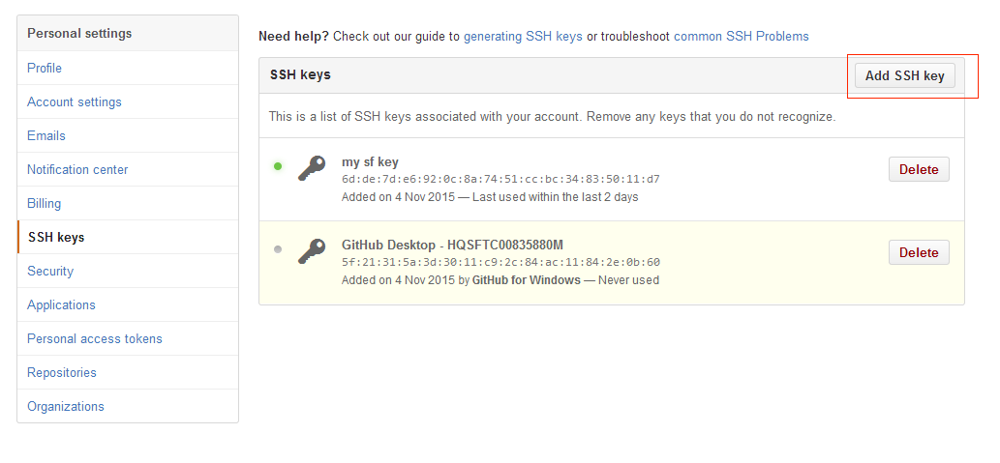 Personal settings
Profile
Account settings
Emails
Notification center
Billing
SSH keys
Security
Applications
Personal access tokens
Repositories
Organizations
Need help? Check out our guide to generating SSH keys or troubleshoot common SSH Problems
SSH keys
Add SSH key
This is a list of SSH keys associated with your account. Remove any keys that you do not recognize.
my sf key
6d:de:7d:e6:92:0c:8a:74:51:cc:bc:34:83:50:11:d7
Added on 4 Nov 2015 — Last used within the last 2 days
Delete
GitHub Desktop - HQSFTC00835880M
5f:21:31:5a:3d:30:11:c9:2c:84:ac:11:84:2e:0b:60
Added on 4 Nov 2015 by GitHub for Windows — Never used
Delete